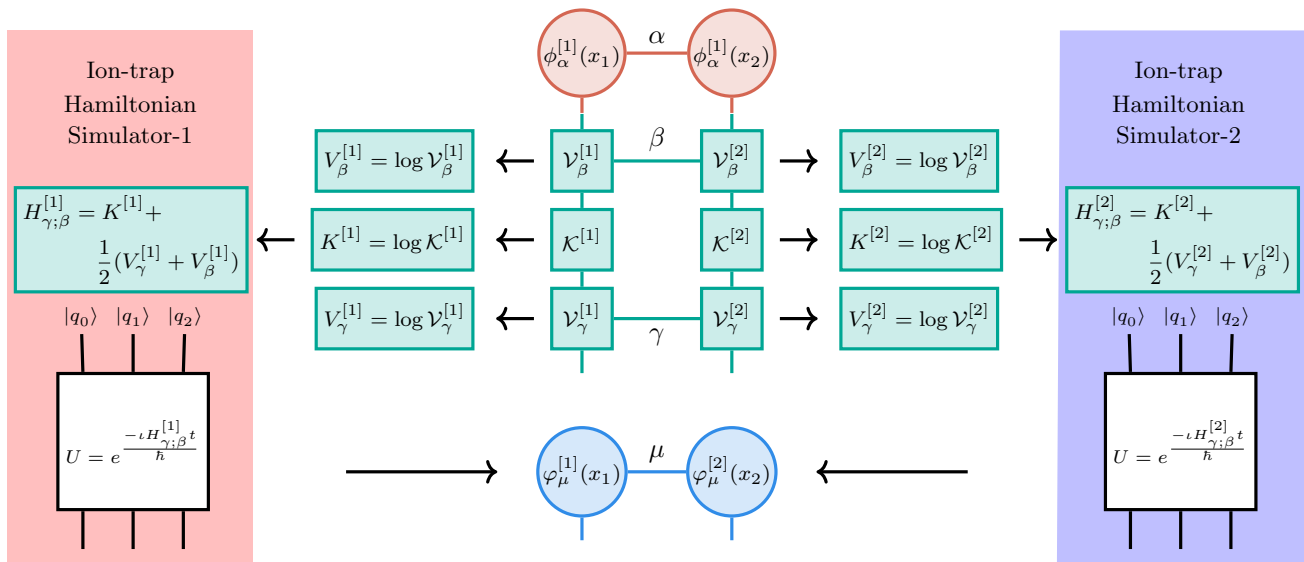 Ion-trap
Hamiltonian
Simulator-1
H_{γ;β}^{[1]} = K^{[1]}+
\frac{1}{2}(V_γ^{[1]} + V_β^{[1]})
|q_0⟩ |q_1⟩ |q_2⟩
U = e^{\frac{-ιH_{γ;β}^{[1]}t}{ħ}}
V_β^{[1]} = log 𝒱_β^{[1]}
K^{[1]} = log 𝒦^{[1]}
V_γ^{[1]} = log 𝒱_γ^{[1]}
ϕ_α^{[1]}(x_1) α ϕ_α^{[1]}(x_2)
𝒱_β^{[1]} β 𝒱_β^{[2]}
𝒦^{[1]} 𝒦^{[2]}
𝒱_γ^{[1]} γ 𝒱_γ^{[2]}
φ_μ^{[1]}(x_1) μ φ_μ^{[2]}(x_2)
V_β^{[2]} = log 𝒱_β^{[2]}
K^{[2]} = log 𝒦^{[2]}
V_γ^{[2]} = log 𝒱_γ^{[2]}
Ion-trap
Hamiltonian
Simulator-2
H_{γ;β}^{[2]} = K^{[2]}+
\frac{1}{2}(V_γ^{[2]} + V_β^{[2]})
|q_0⟩ |q_1⟩ |q_2⟩
U = e^{\frac{-ιH_{γ;β}^{[2]}t}{ħ}}